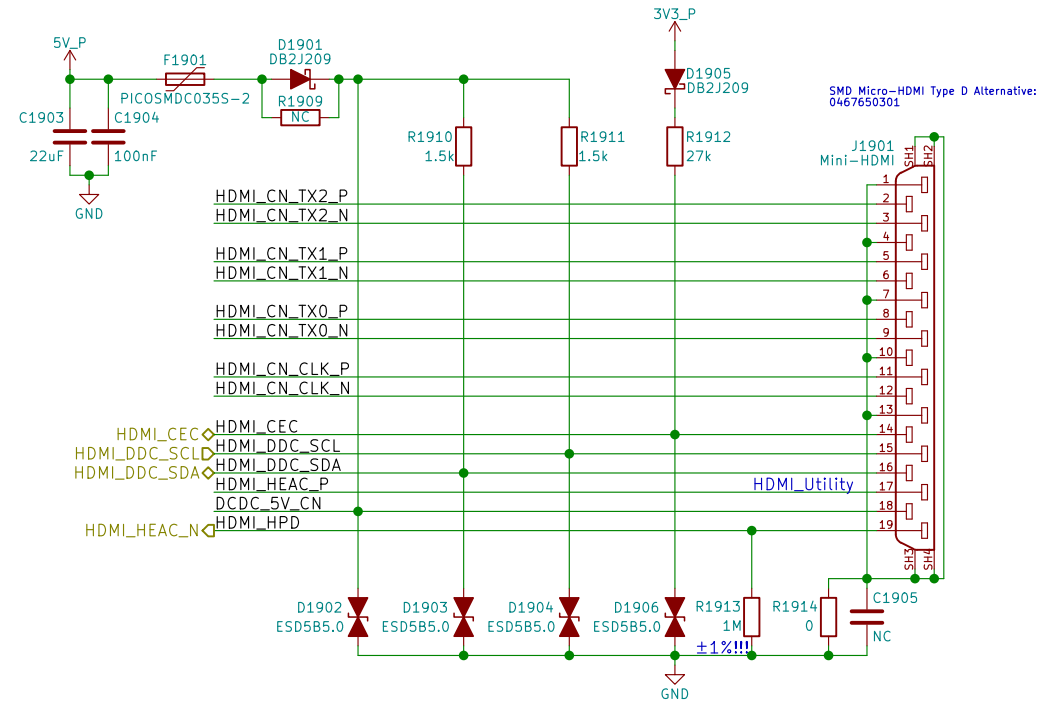 3V3_P
5V_P
D1901
DB2J209
F1901
PICOSMDC035S-2
R1909
NC
D1905
DB2J209
SMD Micro-HDMI Type D Alternative:
0467650301
C1903
22uF
C1904
100nF
GND
R1910
1.5k
R1911
1.5k
R1912
27k
J1901
Mini-HDMI
SH1
SH2
HDMI_CN_TX2_P
HDMI_CN_TX2_N
HDMI_CN_TX1_P
HDMI_CN_TX1_N
HDMI_CN_TX0_P
HDMI_CN_TX0_N
HDMI_CN_CLK_P
HDMI_CN_CLK_N
HDMI_CEC
HDMI_CEC
HDMI_DDC_SCL
HDMI_DDC_SCL
HDMI_DDC_SDA
HDMI_DDC_SDA
HDMI_HEAC_P
HDMI_Utility
DCDC_5V_CN
HDMI_HEAC_N
HDMI_HPD
1
2
3
4
5
6
7
8
9
10
11
12
13
14
15
16
17
18
19
SH3
SH4
D1902
ESD5B5.0
D1903
ESD5B5.0
D1904
ESD5B5.0
D1906
ESD5B5.0
R1913
1M
±1%!!!
R1914
0
C1905
NC
GND